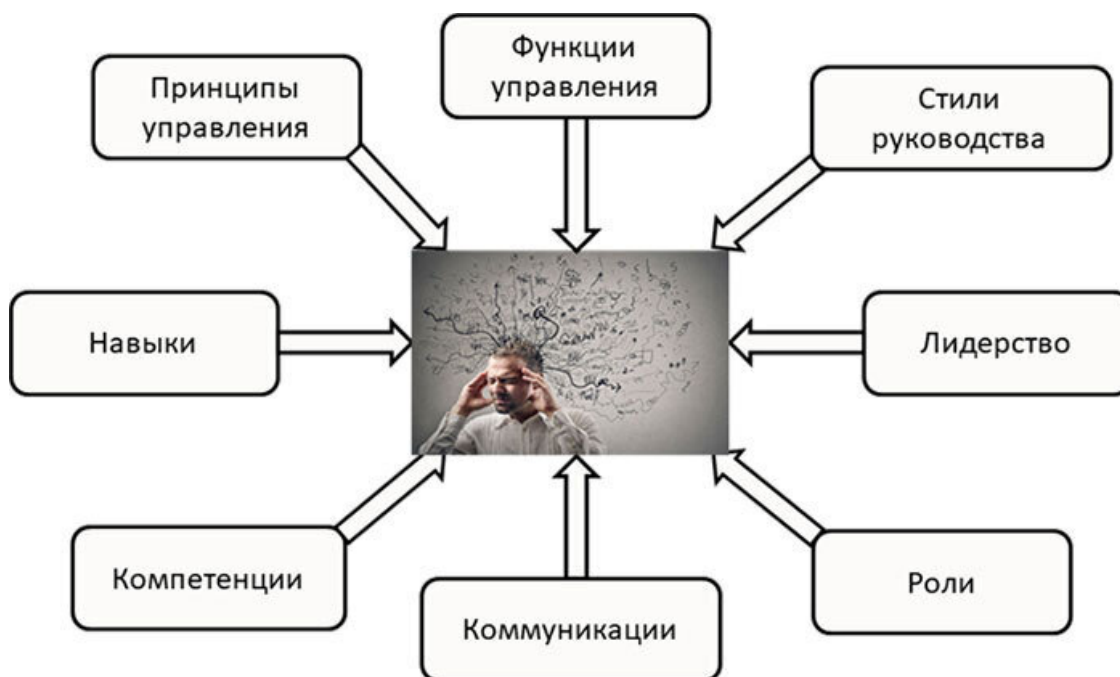 Функции
управления
Принципы
управления
Стили
руководства
Навыки
Лидерство
Компетенции
Роли
Коммуникации